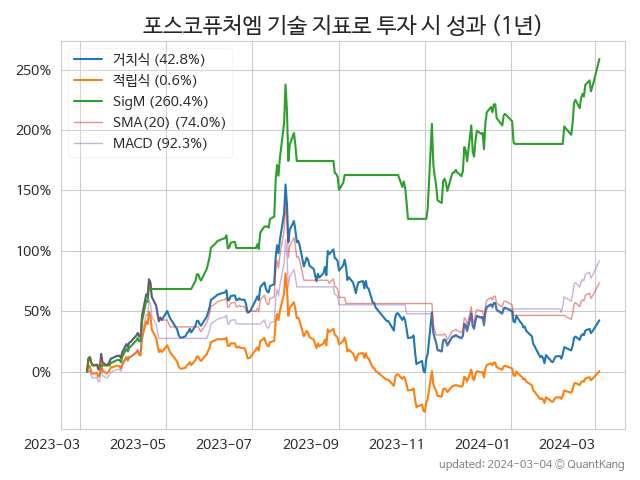 포스코퓨처엠 기술 지표로 투자 시 성과 (1년)
거치식 (42.8%)
적립식 (0.6%)
SigM (260.4%)
SMA(20) (74.0%)
MACD (92.3%)
250%
200%
150%
100%
50%
0%
2023-03 2023-05 2023-07 2023-09 2023-11 2024-01 2024-03
updated: 2024-03-04 © QuantKang